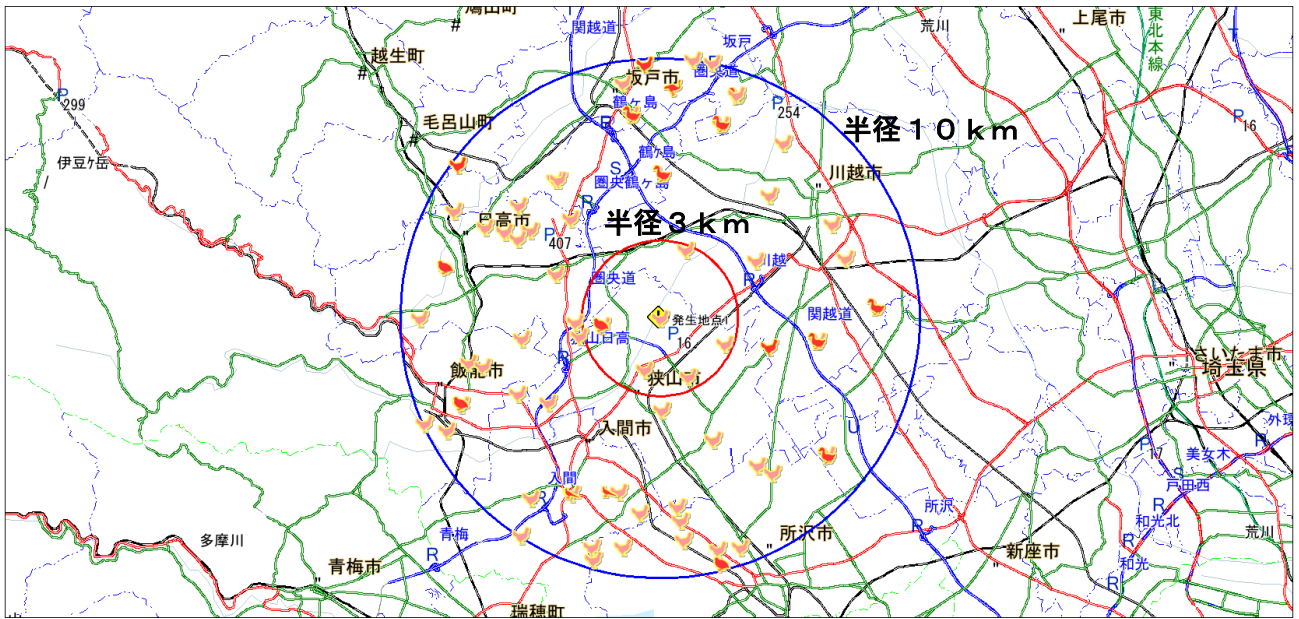 鳩山町
関越道
荒川
上尾市
東北本線
越生町
坂戸
坂戸市
圏央道
299
鶴ヶ島
254
半径１０ｋｍ
16
毛呂山町
伊豆ヶ岳
鶴ヶ島
川越市
圏央鶴ヶ島
日高市
半径３ｋｍ
407
川越
圏央道
発生地点1
関越道
16
狭山日高
さいたま市
埼玉県
飯能市
狭山市
入間市
外環
17
美女木
入間
戸田西
所沢
和光北
青梅
所沢市
荒川
多摩川
新座市
和光
青梅市
瑞穂町